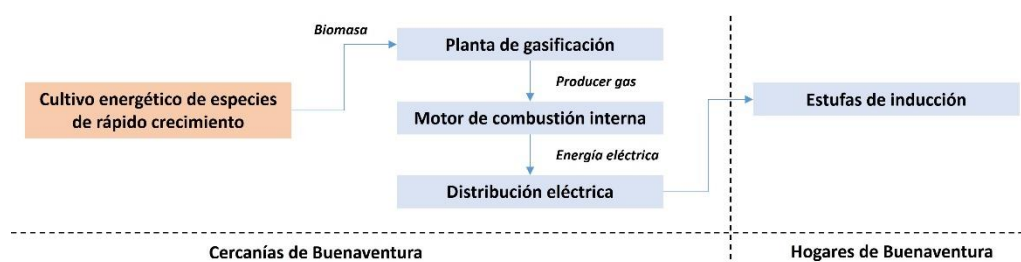 Biomasa
Planta de gasificación
Producer gas
Cultivo energético de especies
de rápido crecimiento
Motor de combustión interna
Estufas de inducción
Energía eléctrica
Distribución eléctrica
Cercanías de Buenaventura
Hogares de Buenaventura